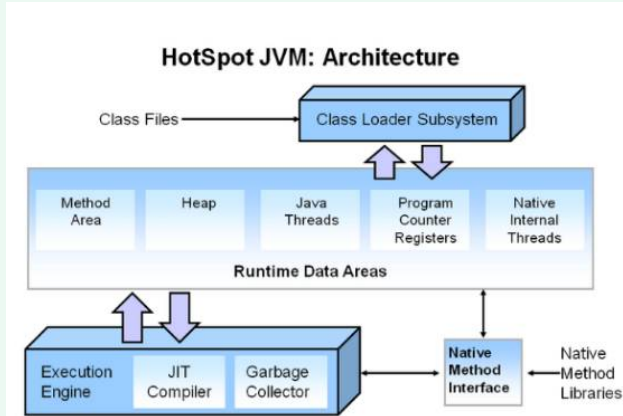 HotSpot JVM: Architecture
Class Files
Class Loader Subsystem
Method
Area
Heap
Java
Threads
Program
Counter
Registers
Native
Internal
Threads
Runtime Data Areas
Execution
Engine
JIT
Compiler
Garbage
Collector
Native
Method
Interface
Native
Method
Libraries